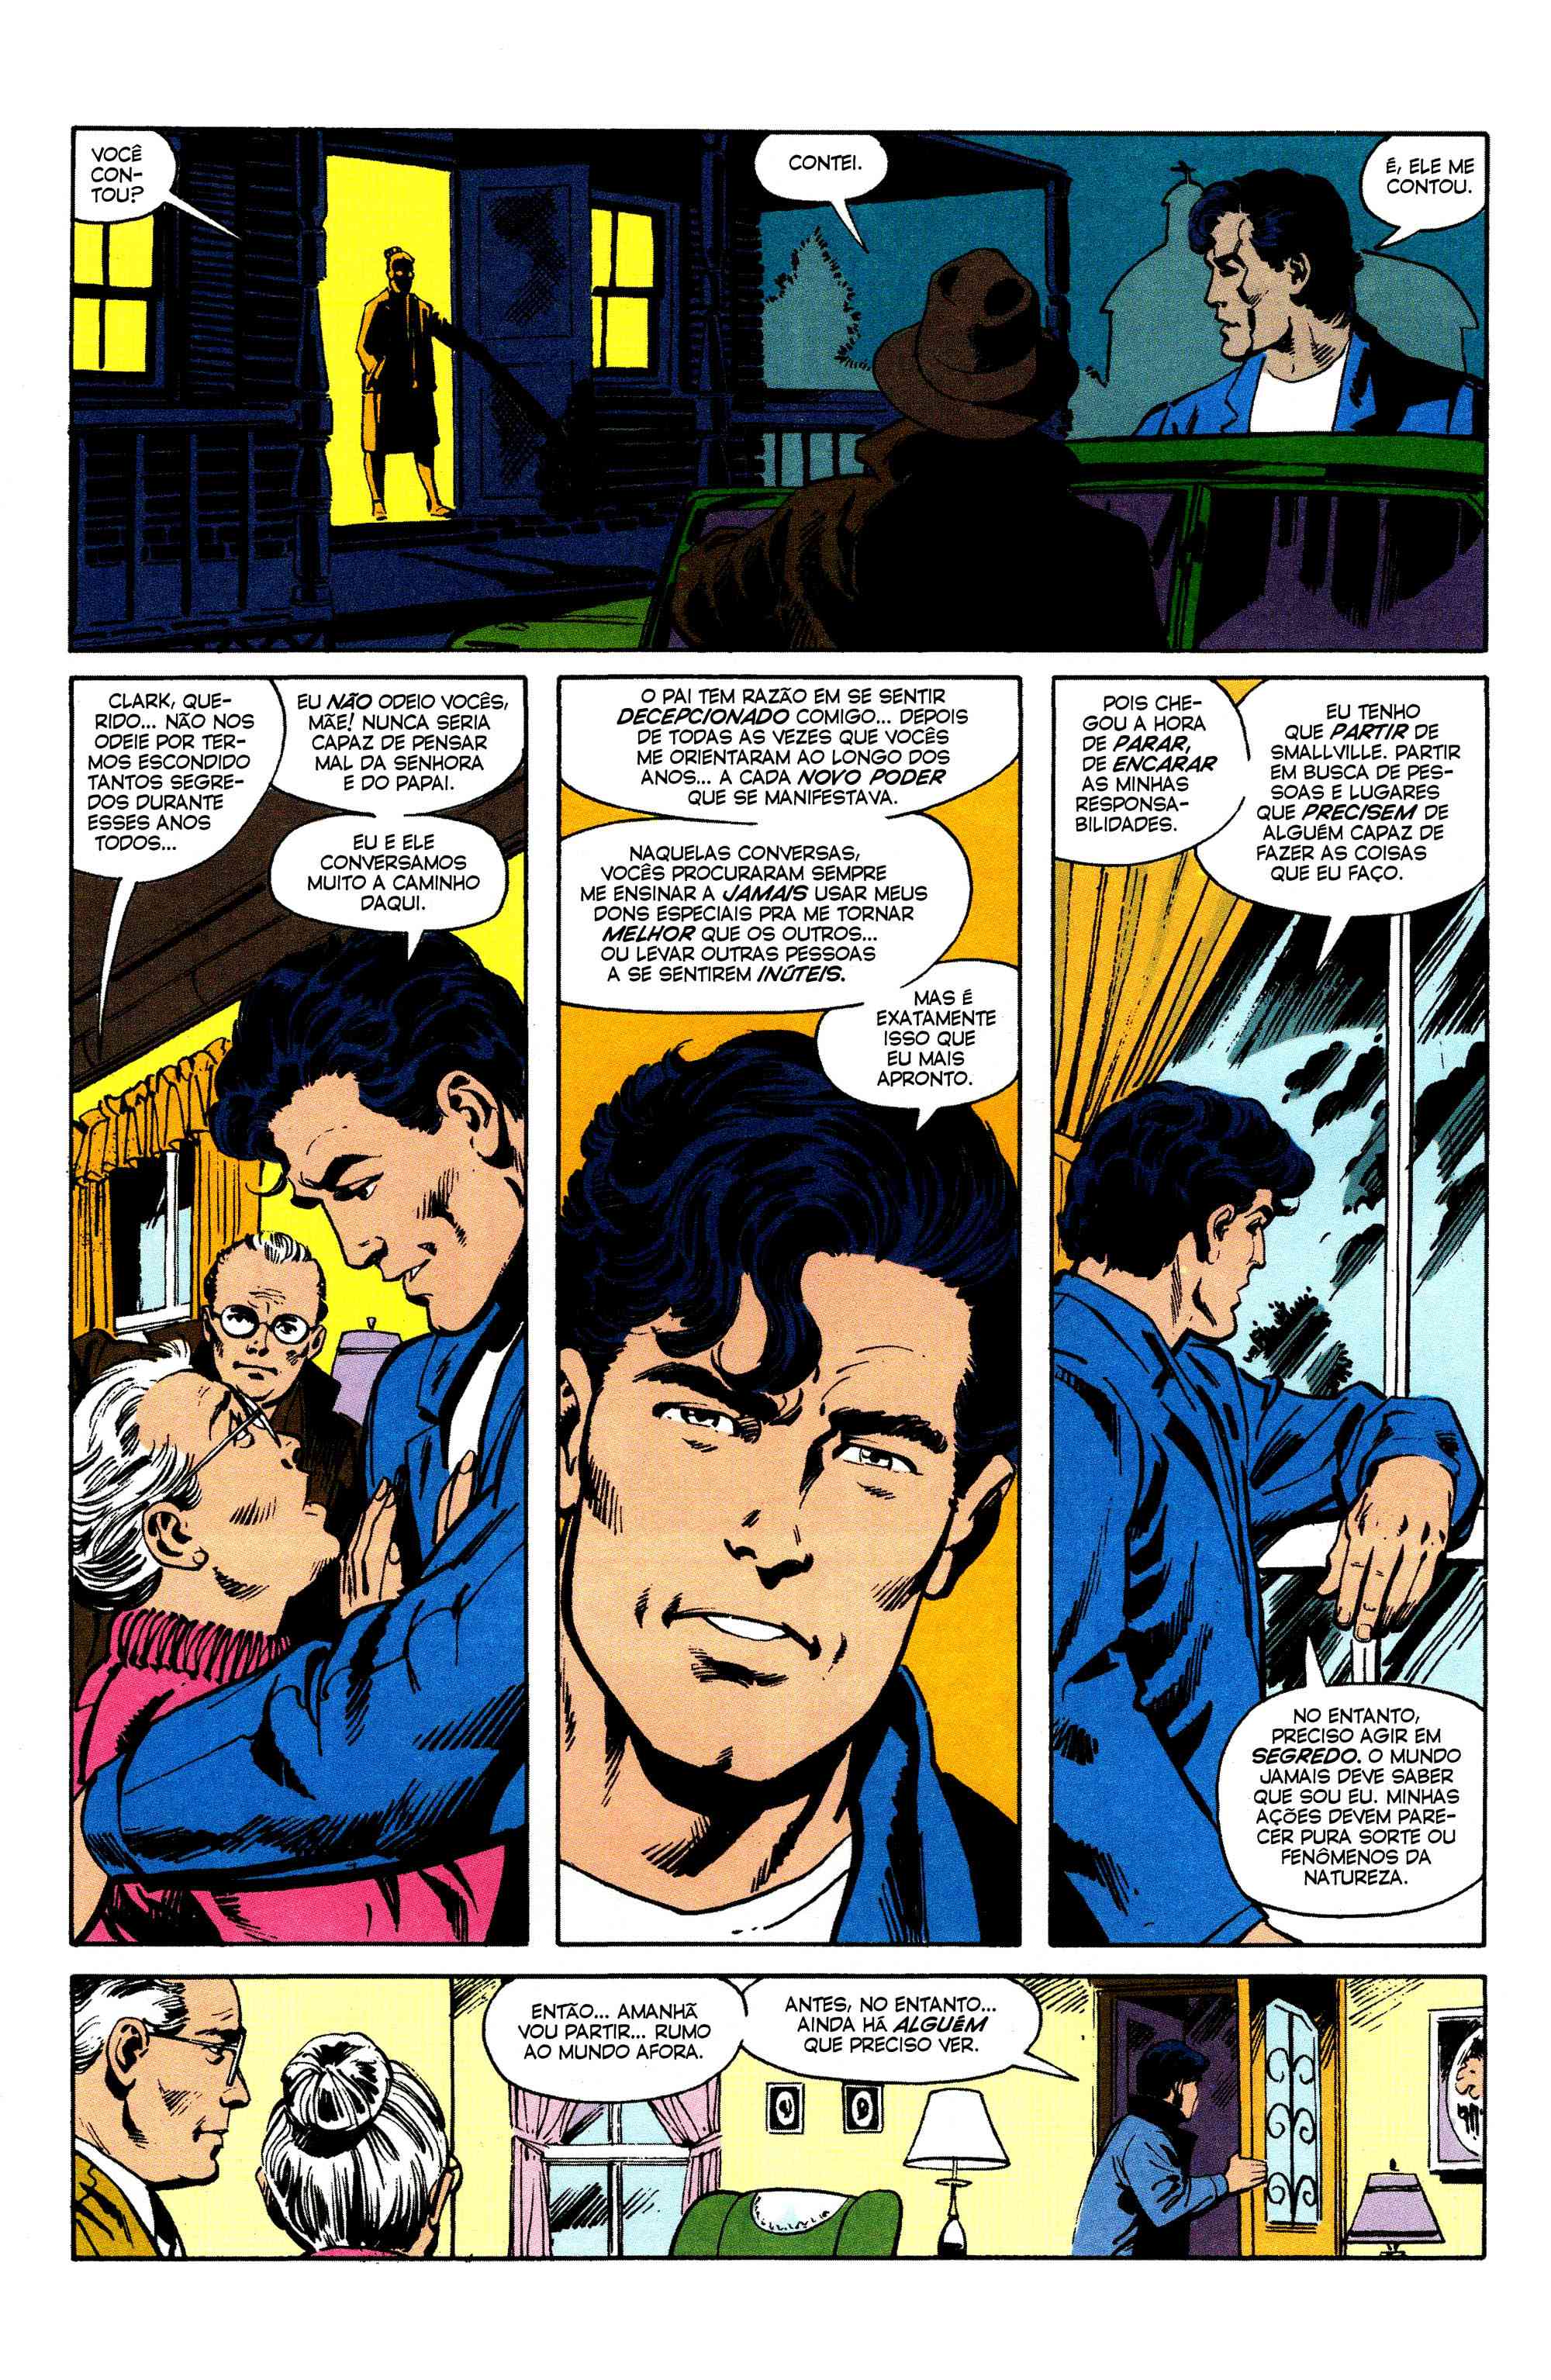 VOCÊ
CON-
TOU?
CONTEI.
É, ELE ME
CONTOU.
CLARK, QUE-
RIDO... NÃO NOS
ODEIE POR TER-
MOS ESCONDIDO
TANTOS SEGRE-
DOS DURANTE
ESSES ANOS
TODOS...
EU NÃO ODEIO VOCÊS,
MÃE! NUNCA SERIA
CAPAZ DE PENSAR
MAL DA SENHORA
E DO PAPAI.
EU E ELE
CONVERSAMOS
MUITO A CAMINHO
DAQUI.
O PAI TEM RAZÃO EM SE SENTIR
DECEPCIONADO COMIGO... DEPOIS
DE TODAS AS VEZES QUE VOCÊS
ME ORIENTARAM AO LONGO DOS
ANOS... A CADA NOVO PODER
QUE SE MANIFESTAVA.
NAQUELAS CONVERSAS,
VOCÊS PROCURARAM SEMPRE
ME ENSINAR A JAMAIS USAR MEUS
DONS ESPECIAIS PRA ME TORNAR
MELHOR QUE OS OUTROS...
OU LEVAR OUTRAS PESSOAS
A SE SENTIREM INÚTEIS.
MAS É
EXATAMENTE
ISSO QUE
EU MAIS
APRONTO.
POIS CHE-
GOU A HORA
DE PARAR,
DE ENCARAR
AS MINHAS
RESPONSA-
BILIDADES.
EU TENHO
QUE PARTIR DE
SMALLVILLE. PARTIR
EM BUSCA DE PES-
SOAS E LUGARES
QUE PRECISEM DE
ALGUÉM CAPAZ DE
FAZER AS COISAS
QUE EU FAÇO.
NO ENTANTO,
PRECISO AGIR EM
SEGREDO. O MUNDO
JAMAIS DEVE SABER
QUE SOU EU. MINHAS
AÇÕES DEVEM PARE-
CER PURA SORTE OU
FENÔMENOS DA
NATUREZA.
ENTÃO... AMANHÃ
VOU PARTIR... RUMO
AO MUNDO AFORA.
ANTES, NO ENTANTO...
AINDA HÁ ALGUÉM
QUE PRECISO VER.